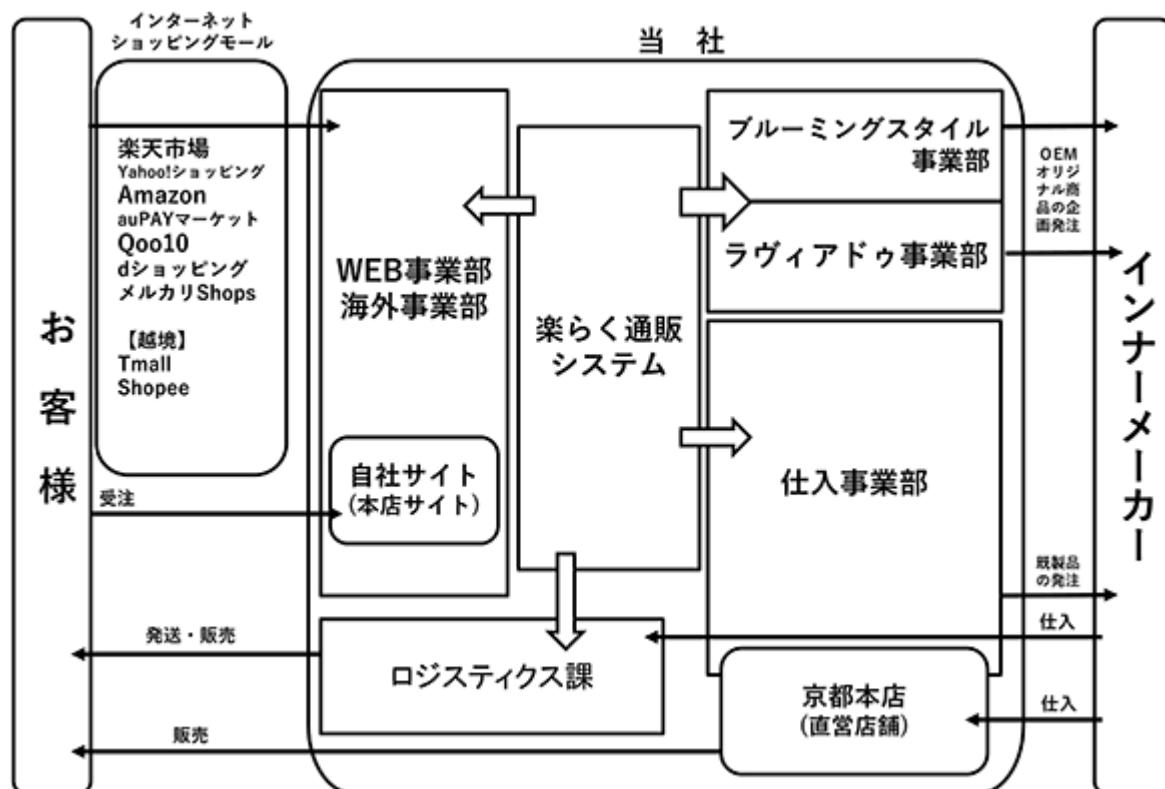 インターネット
ショッピングモール
当 社
お客様
楽天市場
Yahoo!ショッピング
Amazon
auPAYマーケット
Qoo10
dショッピング
メルカリShops
【越境】
Tmall
Shopee
WEB事業部
海外事業部
自社サイト
(本店サイト)
楽らく通販
システム
ブルーミングスタイル
事業部
ラヴィアドゥ事業部
仕入事業部
OEM
オリジ
ナル商
品の企
画発注
インナーメーカー
受注
既製品
の発注
仕入
発送・販売
ロジスティクス課
京都本店
(直営店舗)
仕入
販売